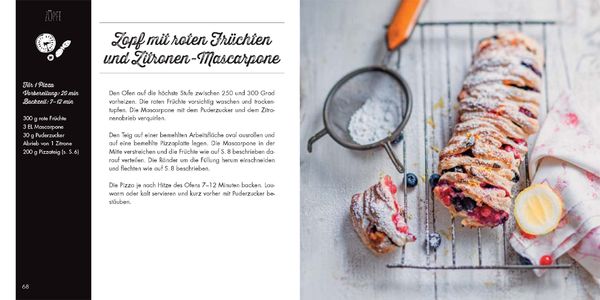 ZÖPFE
Zopf mit roten Früchten
und Zitronen-Mascarpone
Für 1 Pizza
Vorbereitung: 20 min
Backzeit: 7–12 min
300 g rote Früchte
3 EL Mascarpone
30 g Puderzucker
Abrieb von 1 Zitrone
200 g Pizzateig (s. S. 6)
Den Ofen auf die höchste Stufe zwischen 250 und 300 Grad
vorheizen. Die roten Früchte vorsichtig waschen und trocken-
tupfen. Die Mascarpone mit dem Puderzucker und dem Zitro-
nenabrieb verquirlen.
Den Teig auf einer bemehlten Arbeitsfläche oval ausrollen und
auf eine bemehlte Pizzaplatte legen. Die Mascarpone in der
Mitte verstreichen und die Früchte wie auf S. 8 beschrieben da-
rauf verteilen. Die Ränder um die Füllung herum einschneiden
und flechten wie auf S. 8 beschrieben.
Die Pizza je nach Hitze des Ofens 7–12 Minuten backen. Lau-
warm oder kalt servieren und kurz vorher mit Puderzucker be-
stäuben.
68